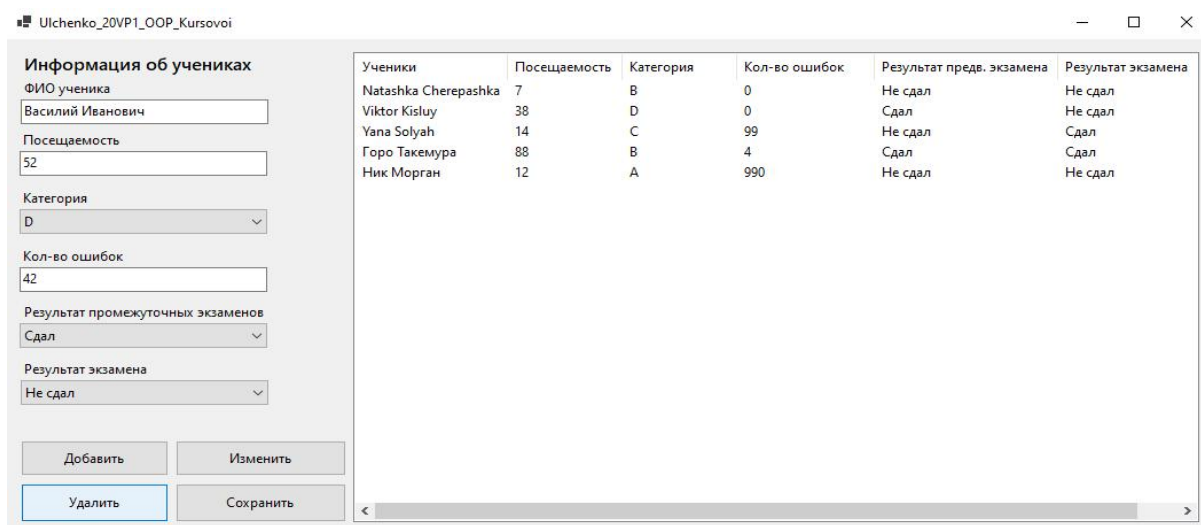 Ulchenko_20VP1_OOP_Kursovoi
Информация об учениках
ФИО ученика
Василий Иванович
Посещаемость
52
Категория
D
Кол-во ошибок
42
Результат промежуточных экзаменов
Сдал
Результат экзамена
Не сдал
Добавить Изменить
Удалить Сохранить
Ученики Посещаемость Категория Кол-во ошибок Результат предв. экзамена Результат экзамена
Natashka Cherepashka 7 B 0 Не сдал Не сдал
Viktor Kisluy 38 D 0 Сдал Не сдал
Yana Solyah 14 C 99 Не сдал Сдал
Горо Такемура 88 B 4 Сдал Сдал
Ник Морган 12 A 990 Не сдал Не сдал